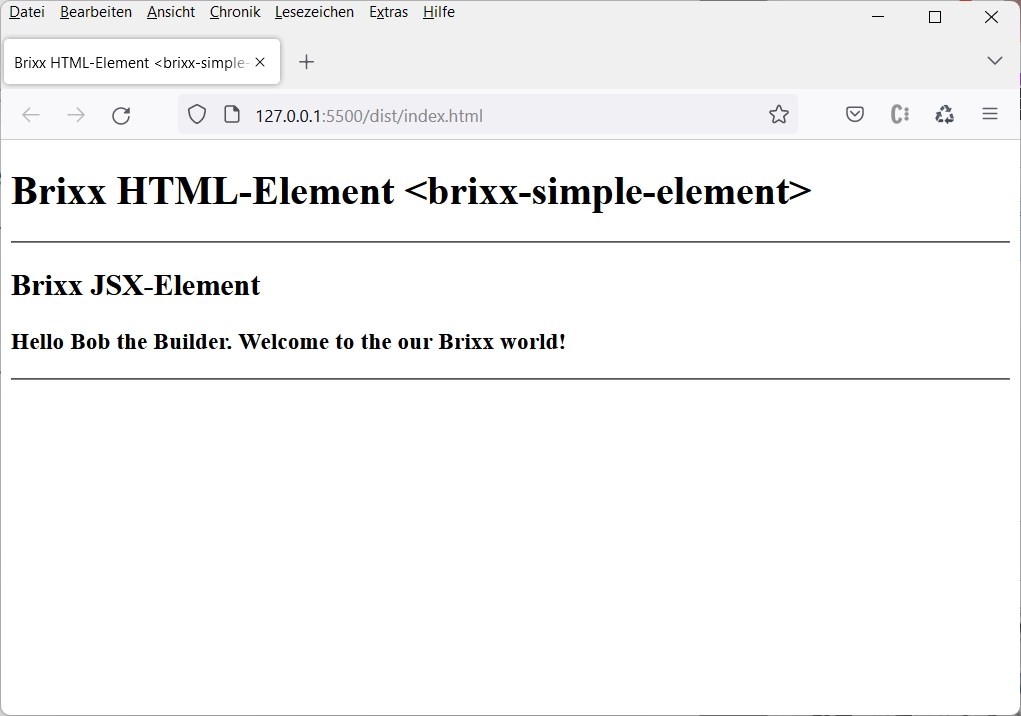 Datei Bearbeiten Ansicht Chronik Lesezeichen Extras Hilfe
Brixx HTML-Element <brixx-simple-
127.0.0.1:5500/dist/index.html
Brixx HTML-Element <brixx-simple-element>
Brixx JSX-Element
Hello Bob the Builder. Welcome to the our Brixx world!